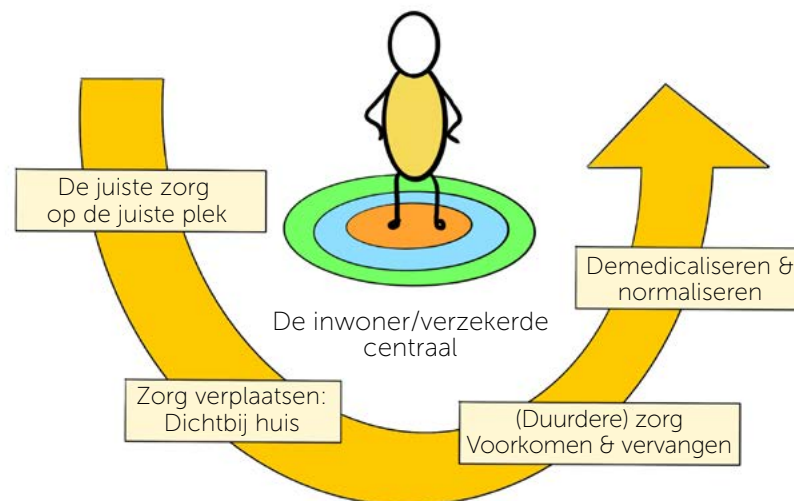 De juiste zorg
op de juiste plek
De inwoner/verzekerde
centraal
Demedicaliseren &
normaliseren
Zorg verplaatsen:
Dichtbij huis
(Duurdere) zorg
Voorkomen & vervangen